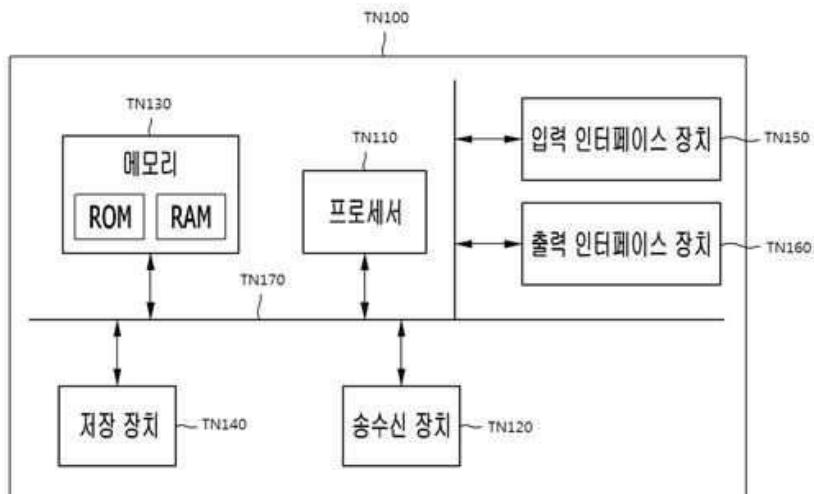 TN100
TN130
메모리
ROM RAM
TN110
프로세서
입력 인터페이스 장치
TN150
출력 인터페이스 장치
TN160
TN170
저장 장치
TN140
송수신 장치
TN120